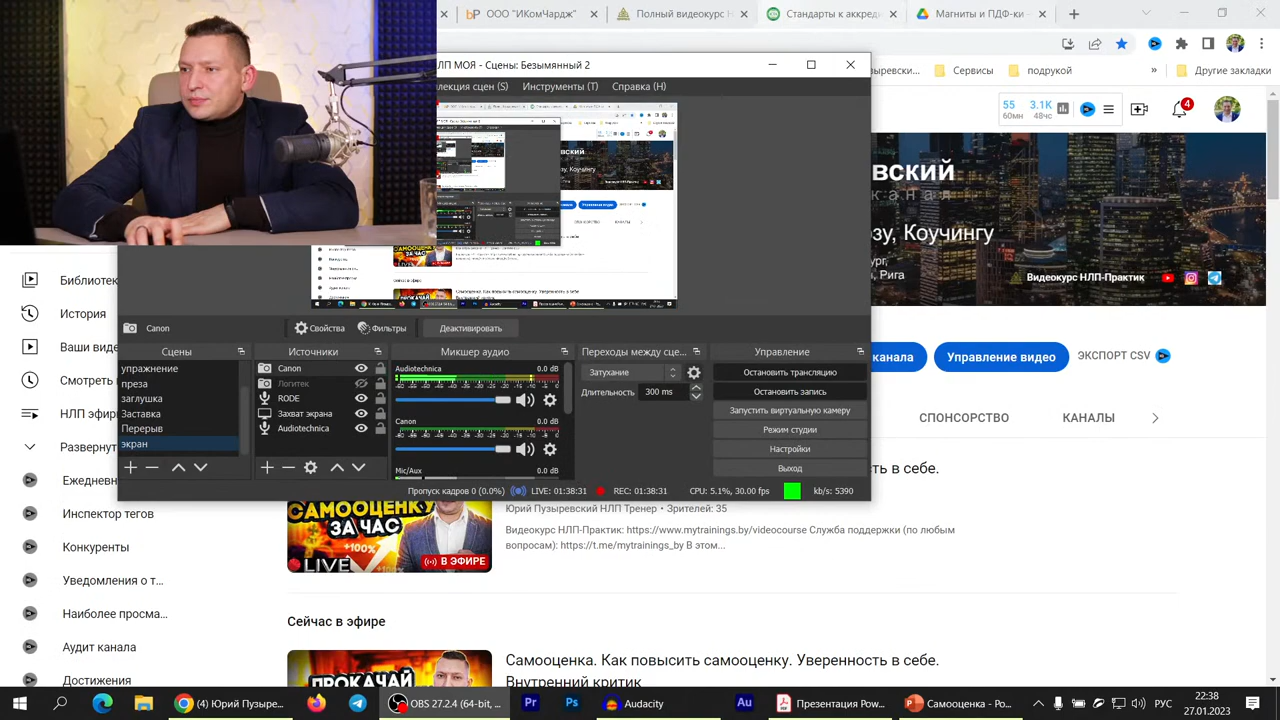 ООО "ИКомЧардж"
Полный видеокурс
Стандарты к аккред
Магниты и ПДФ-ки
Сервисы
подрукой
»
Другие закладки
НЛП МОЯ - Сцены: Безымянный 2
Инструменты (T)
Справка (H)
60мин
4
вский
зу, Коучингу
Рига
Видеокурс НЛП-Практик
канала
Управление видео
ЭКСПОРТ CSV
СПОНСОРСТВО
КАНАЛЫ
Библиотек
История
Ваши виде
Смотреть
НЛП эфир
Развернут
Ежедневн
Инспектор тегов
Конкуренты
Уведомления о т...
Наиболее просма...
Аудит канала
Достижения
Canon
Свойства
Фильтры
Деактивировать
Сцены
упражнение
преза
заглушка
Заставка
Перерыв
экран
Источники
Canon
Логитек
RODE
Захват экрана
Audiotechnica
Микшер аудио
Audiotechnica
0.0 dB
Canon
0.0 dB
Mic/Aux
0.0 dB
Переходы между сце...
Затухание
Длительность
300 ms
Управление
Остановить трансляцию
Остановить запись
Запустить виртуальную камеру
Режим студии
Настройки
Выход
Пропуск кадров 0 (0.0%)
LIVE: 01:38:31
REC: 01:38:31
CPU: 5.1%, 30.00 fps
kb/s: 5396
ть в себе.
САМООЦЕНКУ
ЗА ЧАС
+100%
LIVE
В ЭФИРЕ
Юрий Пузыревский НЛП Тренер • Зрителей: 35
Видеокурс НЛП-Практик: https://www.mytrainings.by/videocourse Служба поддержки (по любым
вопросам): https://t.me/mytrainings_by В этом...
Сейчас в эфире
ПРОКАЧАЙ
Самооценка. Как повысить самооценку. Уверенность в себе.
Внутренний критик
(4) Юрий Пузыре...
OBS 27.2.4 (64-bit, ...
Audacity
Презентация Pow...
Самооценка - Po...
РУС
22:38
27.01.2023